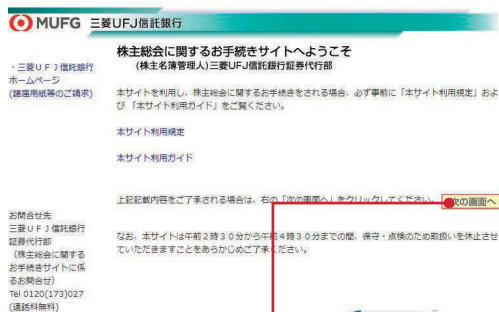 MUFG 三菱UFJ信託銀行
株主総会に関するお手続きサイトへようこそ
(株主名簿管理人)三菱UFJ信託銀行証券代行部
・三菱UFJ信託銀行
ホームページ
(諸届用紙等のご請求)
本サイトを利用し、株主総会に関するお手続きをされる場合、必ず事前に「本サイト利用規定」およ
び「本サイト利用ガイド」をご覧ください。
本サイト利用規定
本サイト利用ガイド
上記記載内容をご了承される場合は、右の「次の画面へ」をクリックしてください。
次の画面へ
なお、本サイトは午前2時30分から午前4時30分までの間、保守・点検のため取扱いを休止させ
ていただきますことをあらかじめご了承ください。
お問合せ先
三菱UFJ信託銀行
証券代行部
(株主総会に関する
お手続きサイトに係
るお問合せ)
Tel 0120(173)027
(通話料無料)